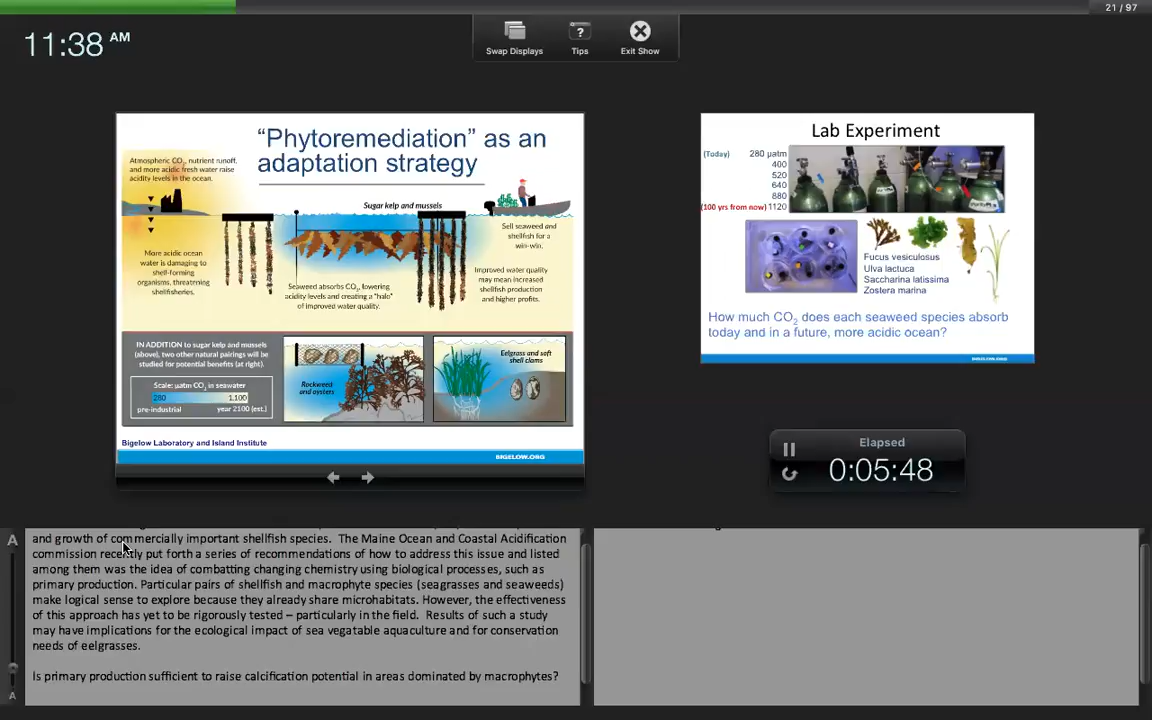 21 / 97
11:38 AM
Swap Displays
Tips
Exit Show
“Phytoremediation” as an
adaptation strategy
Atmospheric CO2, nutrient runoff,
and more acidic fresh water raise
acidity levels in the ocean.
Sugar kelp and mussels
Sell seaweed and
shellfish for a
win-win.
More acidic ocean
water is damaging to
shell-forming
organisms, threatning
shellfisheries.
Seaweed absorbs CO2, lowering
acidity levels and creating a "halo"
of improved water quality.
Improved water quality
may mean increased
shellfish production
and higher profits.
IN ADDITION to sugar kelp and mussels
(above), two other natural pairings will be
studied for potential benefits (at right).
Scale: µatm CO2 in seawater
280 1,100
pre-industrial year 2100 (est.)
Rockweed
and oysters
Eelgrass and soft
shell clams
Bigelow Laboratory and Island Institute
BIGELOW.ORG
Lab Experiment
(Today) 280 µatm
400
520
640
880
(100 yrs from now) 1120
Fucus vesiculosus
Ulva lactuca
Saccharina latissima
Zostera marina
How much CO2 does each seaweed species absorb
today and in a future, more acidic ocean?
BIGELOW.ORG
Elapsed
0:05:48
A
A
and growth of commercially important shellfish species. The Maine Ocean and Coastal Acidification
commission recently put forth a series of recommendations of how to address this issue and listed
among them was the idea of combatting changing chemistry using biological processes, such as
primary production. Particular pairs of shellfish and macrophyte species (seagrasses and seaweeds)
make logical sense to explore because they already share microhabitats. However, the effectiveness
of this approach has yet to be rigorously tested – particularly in the field. Results of such a study
may have implications for the ecological impact of sea vegatable aquaculture and for conservation
needs of eelgrasses.
Is primary production sufficient to raise calcification potential in areas dominated by macrophytes?